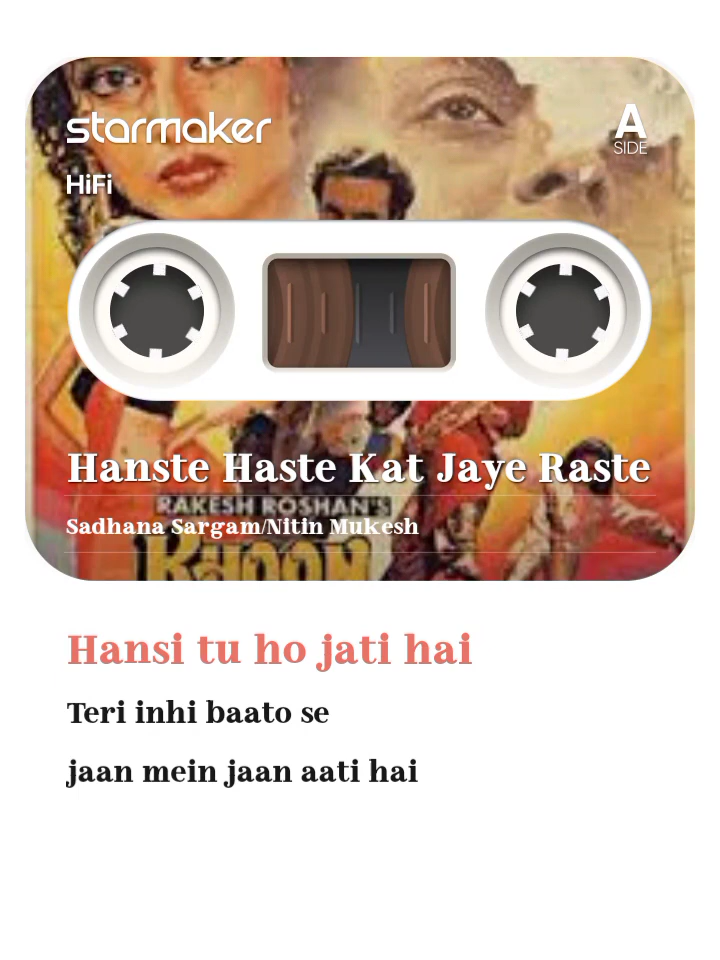 starmaker
A
SIDE
HiFi
Hanste Haste Kat Jaye Raste
RAKESH ROSHAN'S
Sadhana Sargam/Nitin Mukesh
Khoon
Hansi tu ho jati hai
Teri inhi baato se
jaan mein jaan aati hai